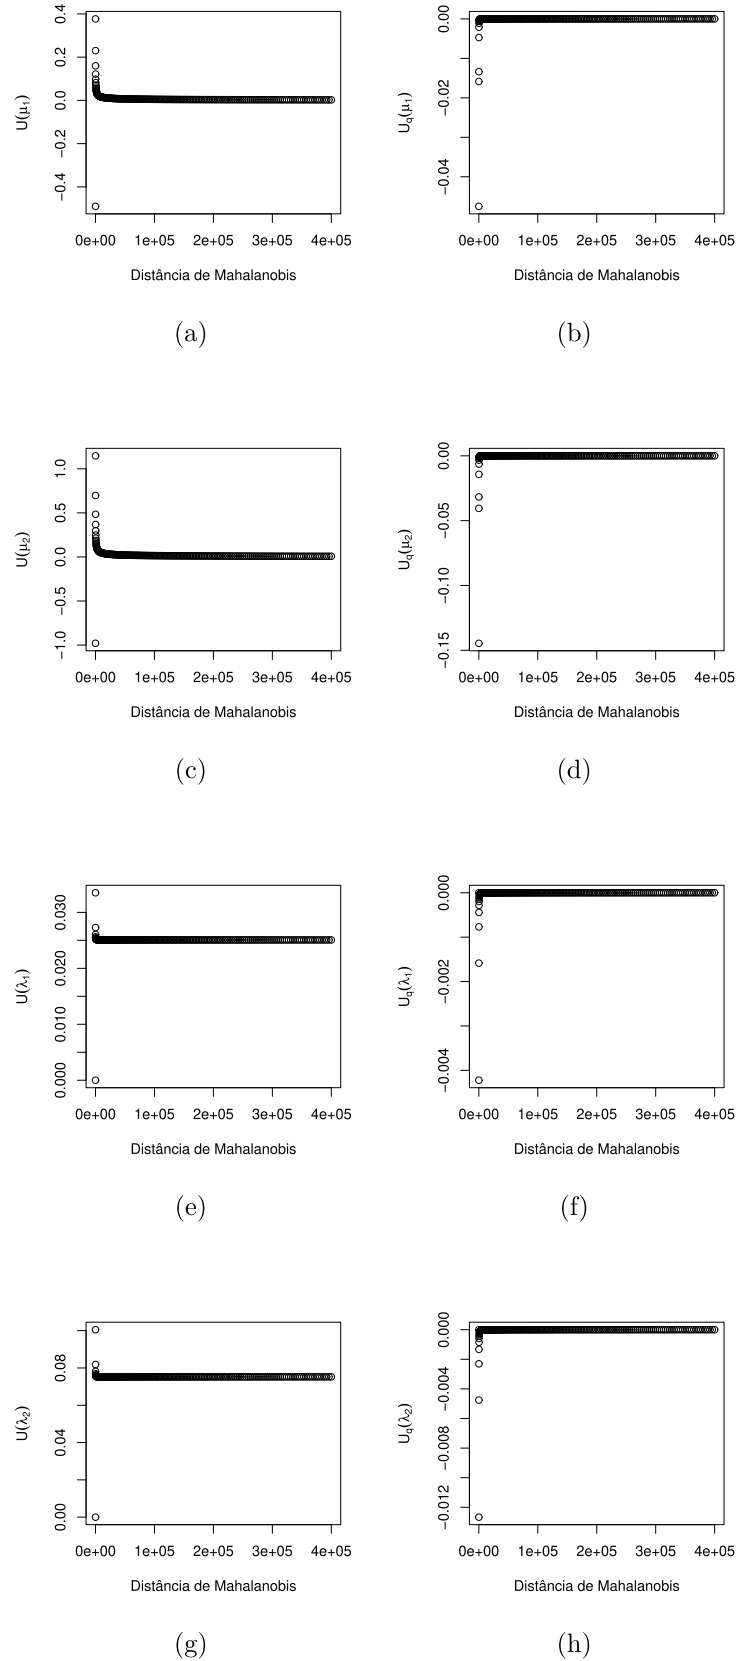 0.4
0.2
0.0
−0.2
−0.4
U(μ₁)
0e+00 1e+05 2e+05 3e+05 4e+05
Distância de Mahalanobis
(a)
0.00
−0.02
−0.04
U_q(μ₁)
0e+00 1e+05 2e+05 3e+05 4e+05
Distância de Mahalanobis
(b)
1.0
0.5
0.0
−0.5
−1.0
U(μ₂)
0e+00 1e+05 2e+05 3e+05 4e+05
Distância de Mahalanobis
(c)
0.00
−0.05
−0.10
−0.15
U_q(μ₂)
0e+00 1e+05 2e+05 3e+05 4e+05
Distância de Mahalanobis
(d)
0.030
0.020
0.010
0.000
U(λ₁)
0e+00 1e+05 2e+05 3e+05 4e+05
Distância de Mahalanobis
(e)
0.000
−0.002
−0.004
U_q(λ₁)
0e+00 1e+05 2e+05 3e+05 4e+05
Distância de Mahalanobis
(f)
0.08
0.04
0.00
U(λ₂)
0e+00 1e+05 2e+05 3e+05 4e+05
Distância de Mahalanobis
(g)
0.000
−0.004
−0.008
−0.012
U_q(λ₂)
0e+00 1e+05 2e+05 3e+05 4e+05
Distância de Mahalanobis
(h)